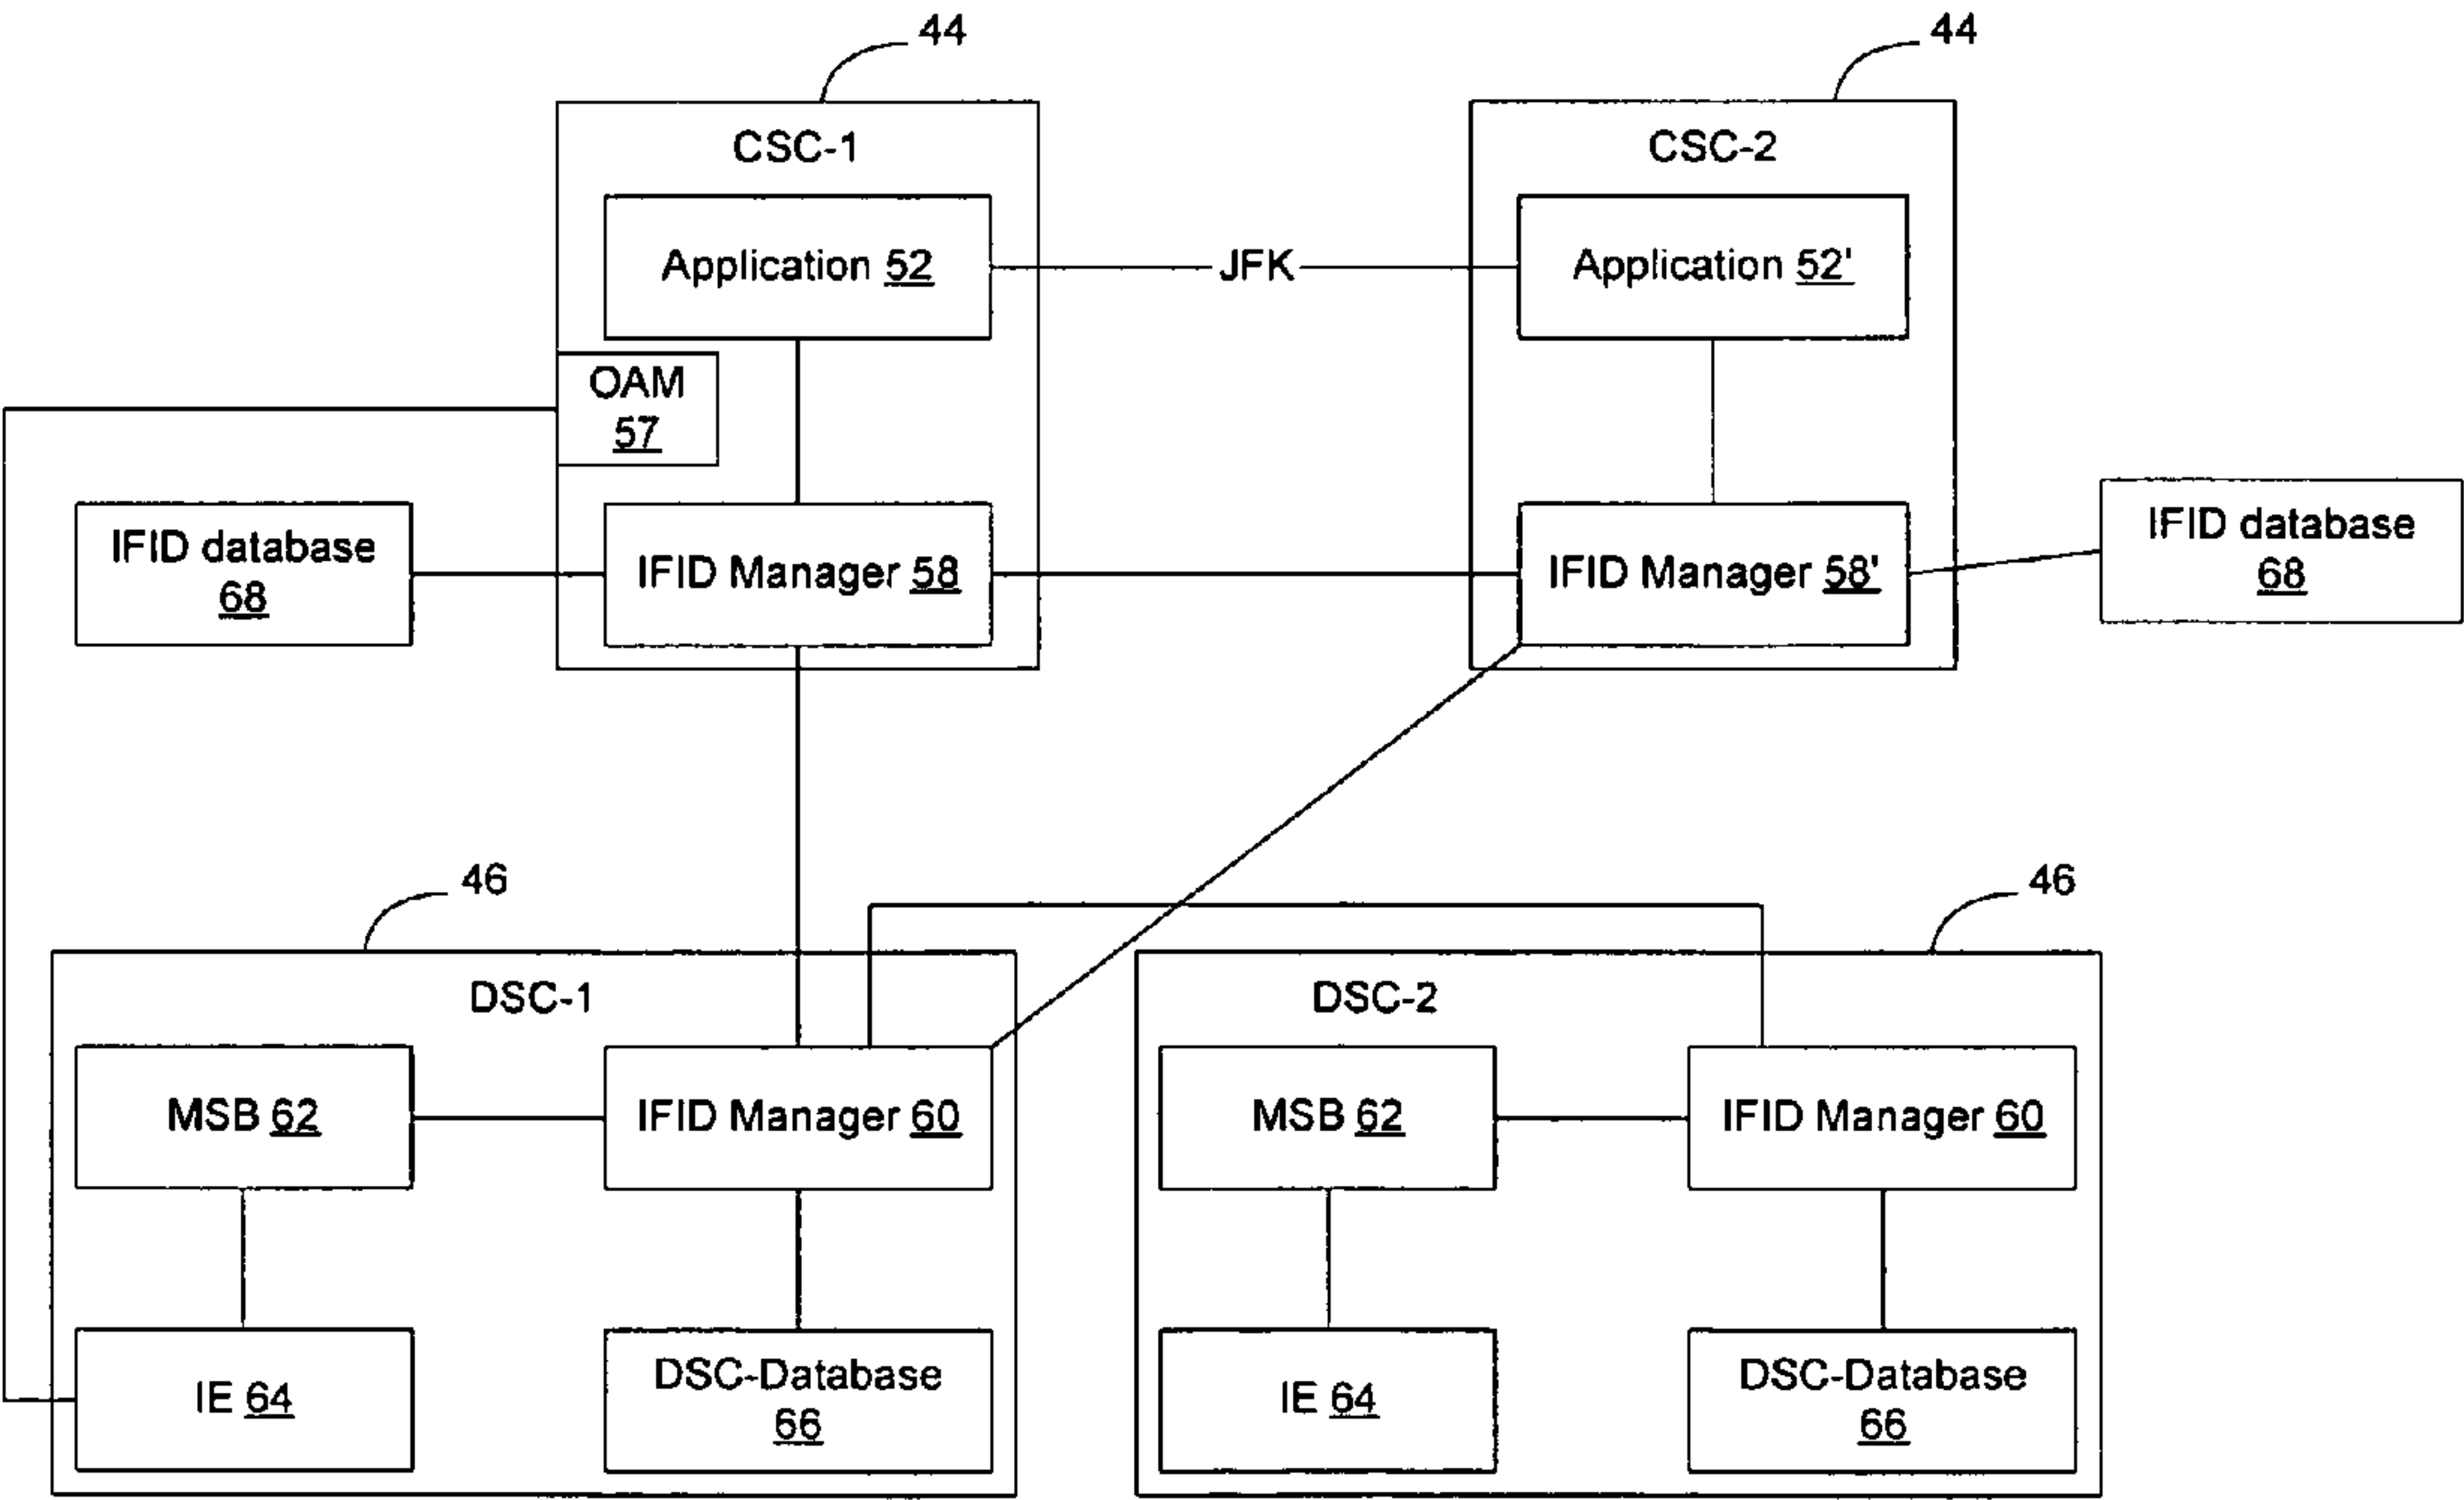 44
44
CSC-1
CSC-2
Application 52
JFK
Application 52'
OAM
57
IFID database
68
IFID Manager 58
IFID Manager 58'
IFID database
68
46
46
DSC-1
DSC-2
MSB 62
IFID Manager 60
MSB 62
IFID Manager 60
IE 64
DSC-Database
66
IE 64
DSC-Database
66